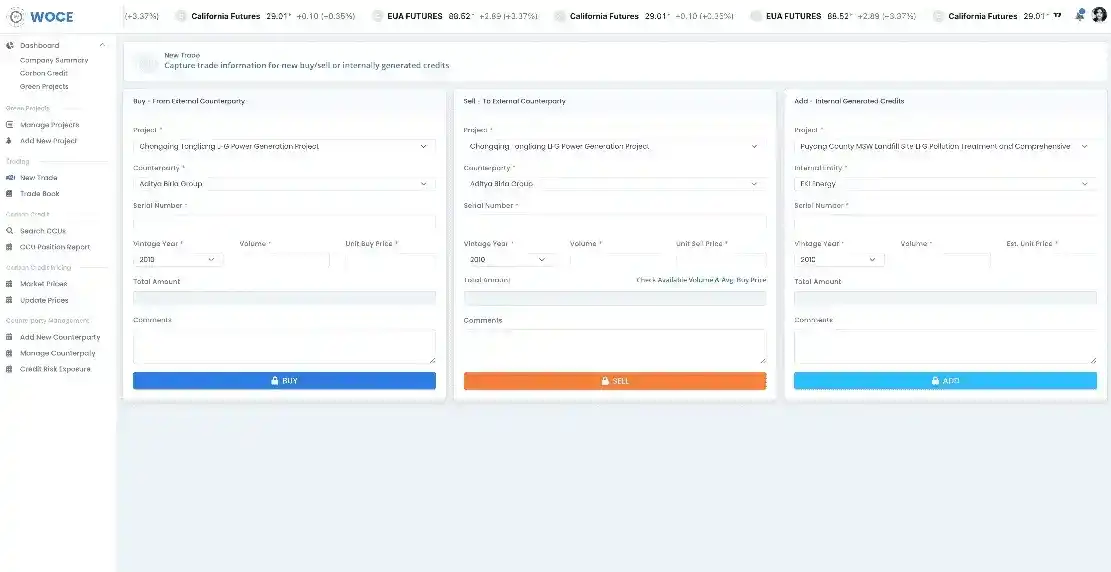 WOCE
(+3.37%) California Futures 29.01 +0.10 (-0.35%) EUA FUTURES 88.52 +2.89 (+3.37%) California Futures 29.01 +0.10 (+0.35%) EUA FUTURES 88.52 +2.89 (+3.37%) California Futures 29.01
Dashboard
Company Summary
Carbon Credit
Green Projects
Green Projects
Manage Projects
Add New Project
Trading
New Trade
Trade Book
Carbon Credit
Search CCUs
CCU Position Report
Carbon Credit Pricing
Market Prices
Update Prices
Counterparty Management
Add New Counterparty
Manage Counterpaty
Credit Risk Exposure
New Trade
Capture trade information for new buy/sell or internally generated credits
Buy - From External Counterparty
Project *
Chongqing Tongliang LFG Power Generation Project
Counterparty *
Aditya Birla Group
Serial Number *
Vintage Year * Volume * Unit Buy Price *
2010
Total Amount
Comments
BUY
Sell - To External Counterparty
Project *
Chongqing Tongliang LFG Power Generation Project
Counterparty *
Aditya Birla Group
Serial Number *
Vintage Year * Volume * Unit Sell Price *
2010
Total Amount Check Available Volume & Avg. Buy Price
Comments
SELL
Add - Internal Generated Credits
Project *
Puyang County MSW Landfill Site LFG Pollution Treatment and Comprehensive
Internal Entity *
EKI Energy
Serial Number *
Vintage Year * Volume * Est. Unit Price *
2010
Total Amount
Comments
ADD